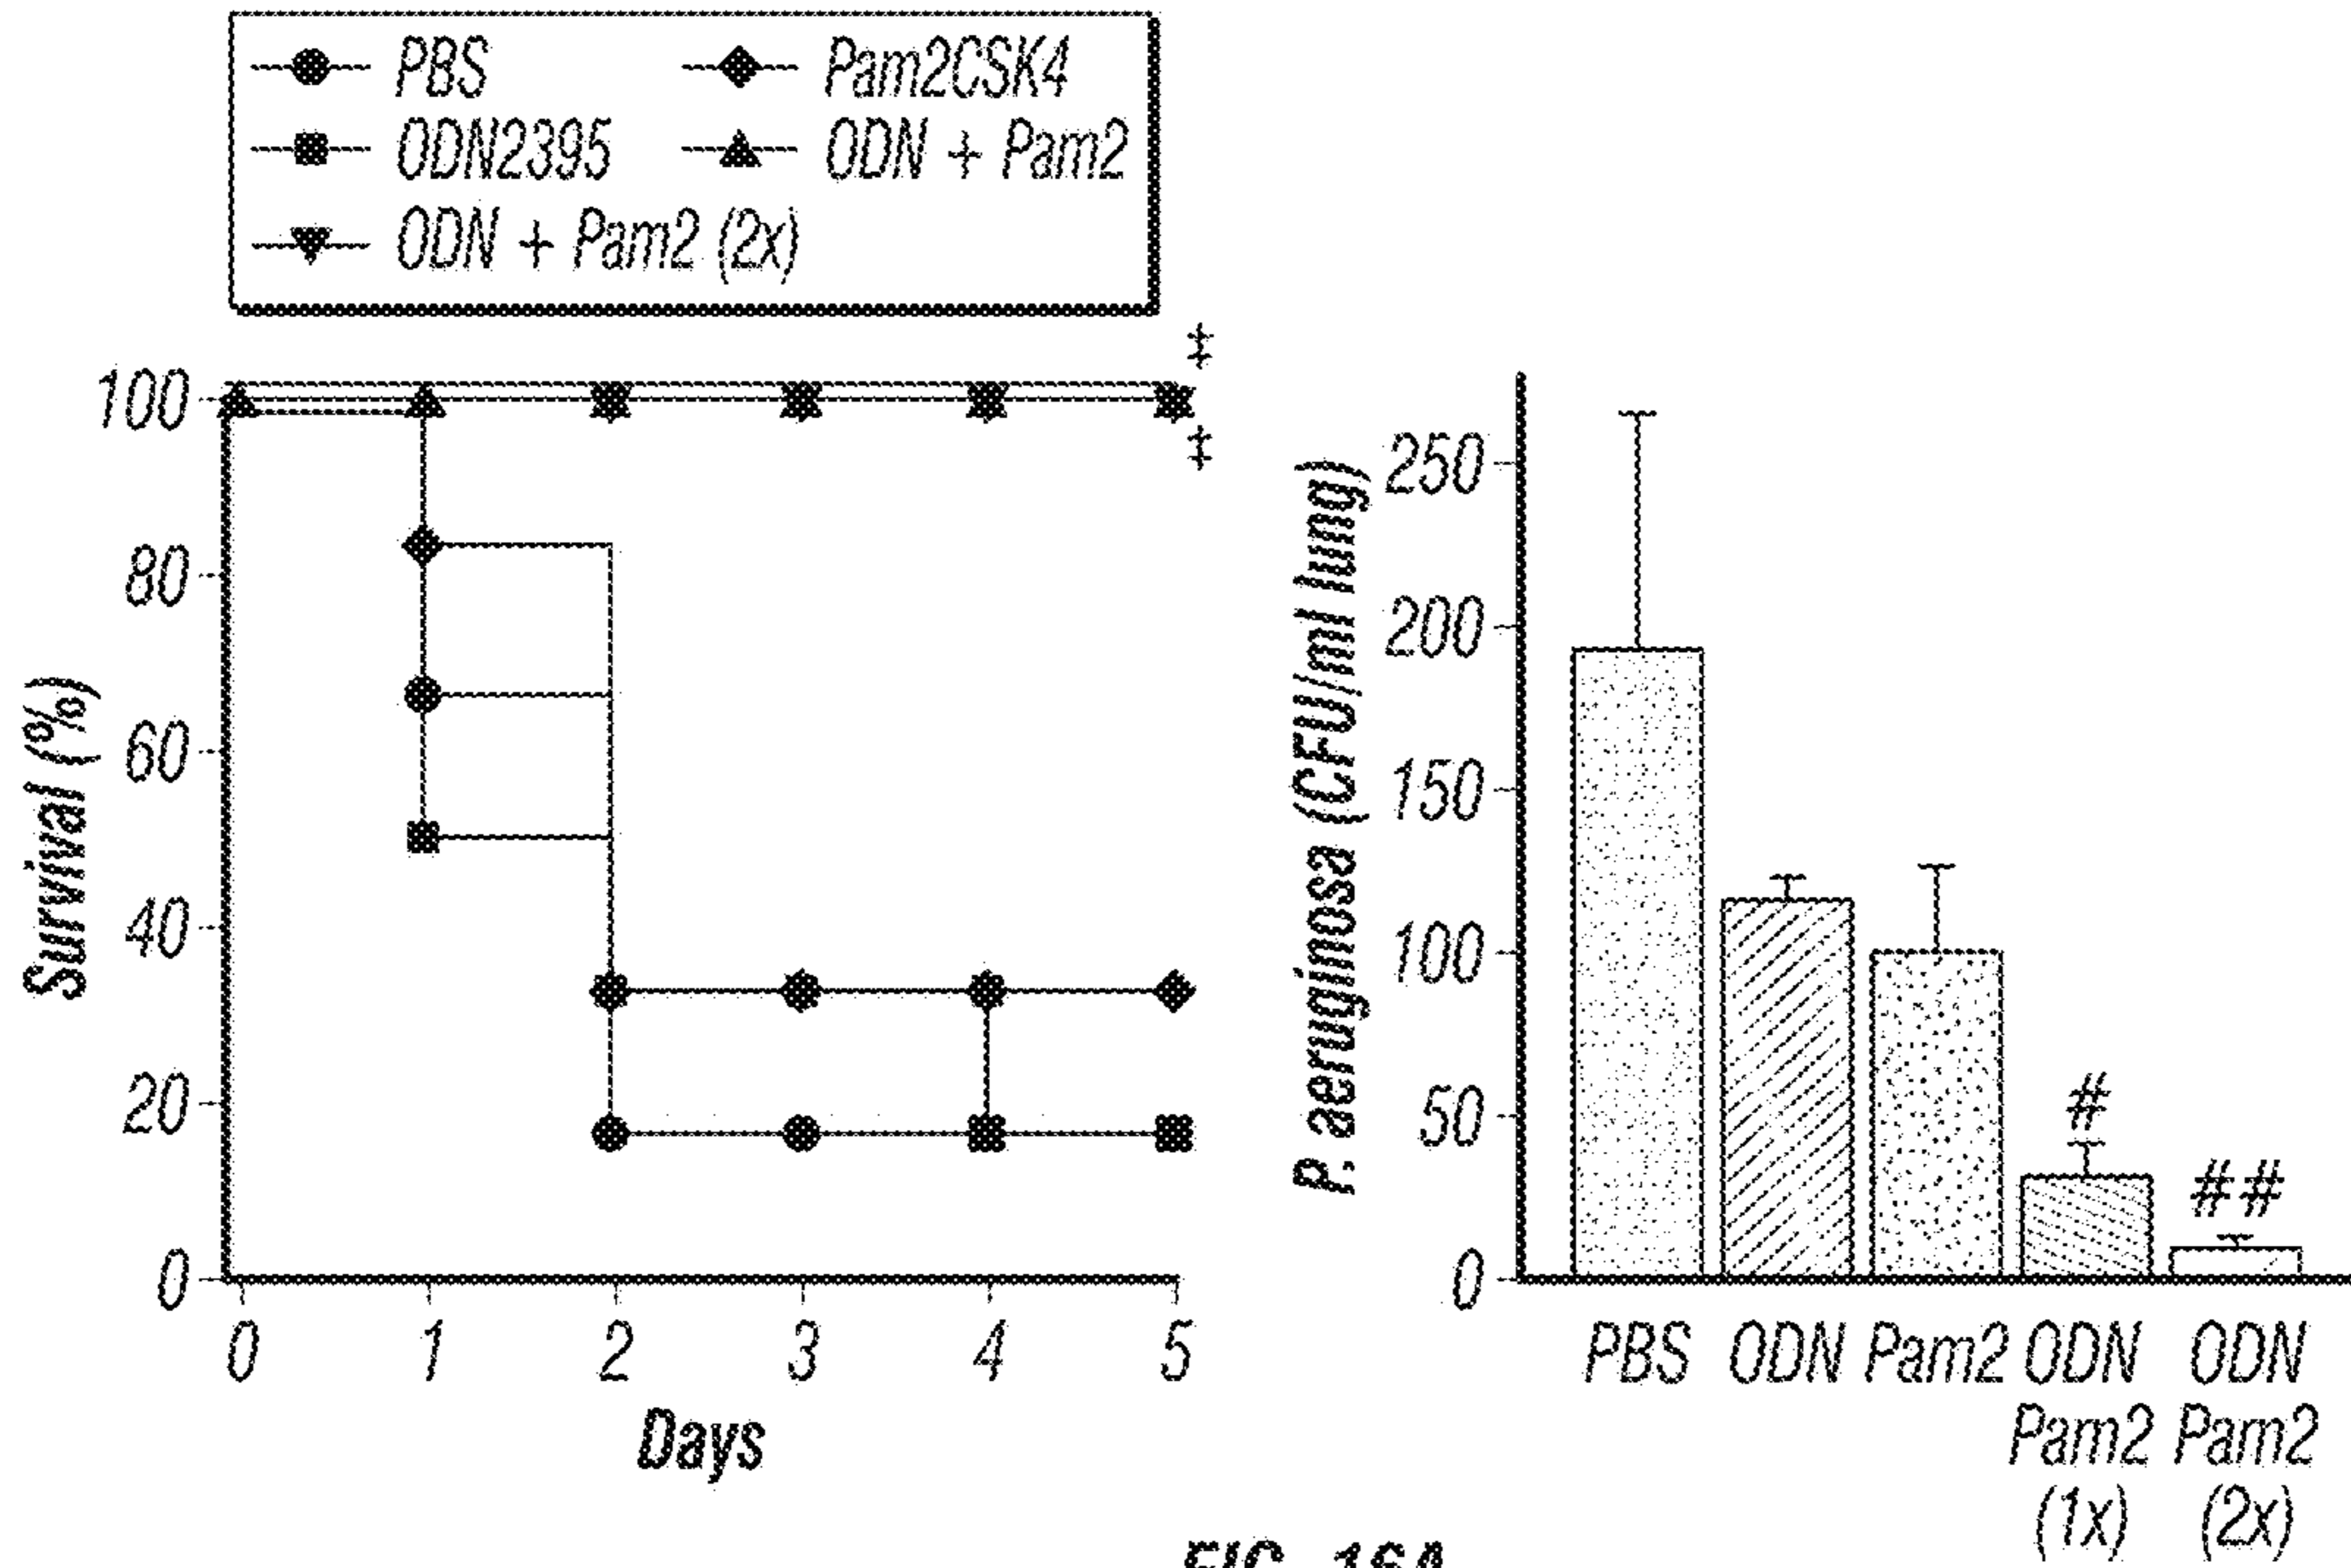 PBS Pam2CSK4
ODN2395 ODN + Pam2
ODN + Pam2 (2x)
‡
‡
100
80
60
40
20
0
Survival (%)
0 1 2 3 4 5
Days
250
200
150
100
50
0
P. aeruginosa (CFU/ml lung)
#
##
PBS ODN Pam2 ODN ODN
Pam2 Pam2
(1x) (2x)
FIG. 16A